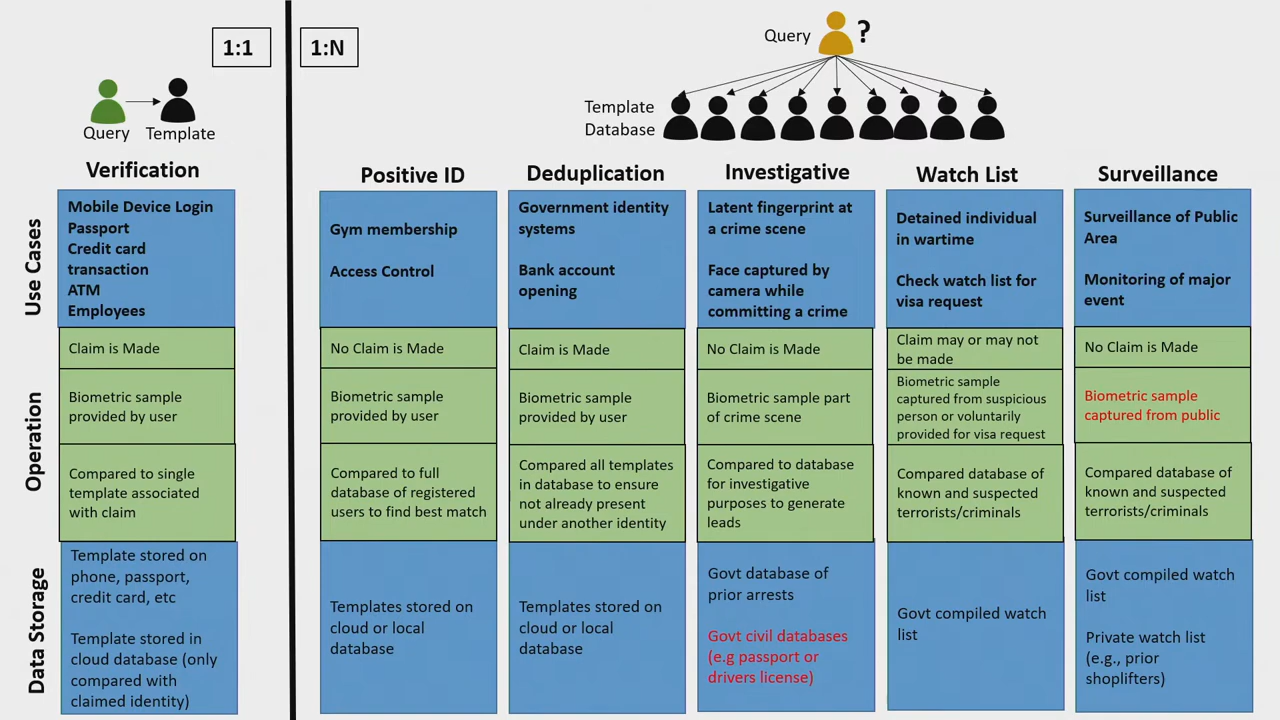 1:1
1:N
Query
?
Template
Database
Query
Template
Verification
Positive ID
Deduplication
Investigative
Watch List
Surveillance
Use Cases
Mobile Device Login
Passport
Credit card
transaction
ATM
Employees
Gym membership
Access Control
Government identity
systems
Bank account
opening
Latent fingerprint at
a crime scene
Face captured by
camera while
committing a crime
Detained individual
in wartime
Check watch list for
visa request
Surveillance of Public
Area
Monitoring of major
event
Operation
Claim is Made
No Claim is Made
Claim is Made
No Claim is Made
Claim may or may not
be made
No Claim is Made
Biometric sample
provided by user
Biometric sample
provided by user
Biometric sample
provided by user
Biometric sample part
of crime scene
Biometric sample
captured from suspicious
person or voluntarily
provided for visa request
Biometric sample
captured from public
Compared to single
template associated
with claim
Compared to full
database of registered
users to find best match
Compared all templates
in database to ensure
not already present
under another identity
Compared to database
for investigative
purposes to generate
leads
Compared database of
known and suspected
terrorists/criminals
Compared database of
known and suspected
terrorists/criminals
Data Storage
Template stored on
phone, passport,
credit card, etc
Template stored in
cloud database (only
compared with
claimed identity)
Templates stored on
cloud or local
database
Templates stored on
cloud or local
database
Govt database of
prior arrests
Govt civil databases
(e.g passport or
drivers license)
Govt compiled watch
list
Govt compiled watch
list
Private watch list
(e.g., prior
shoplifters)